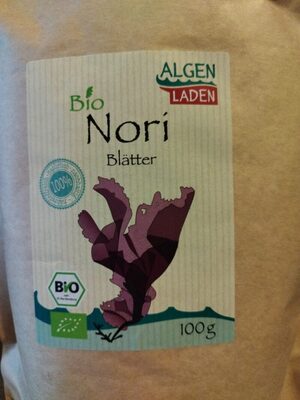 ALGEN
LADEN
Bio
Nori
Blätter
100%
BIO
100g